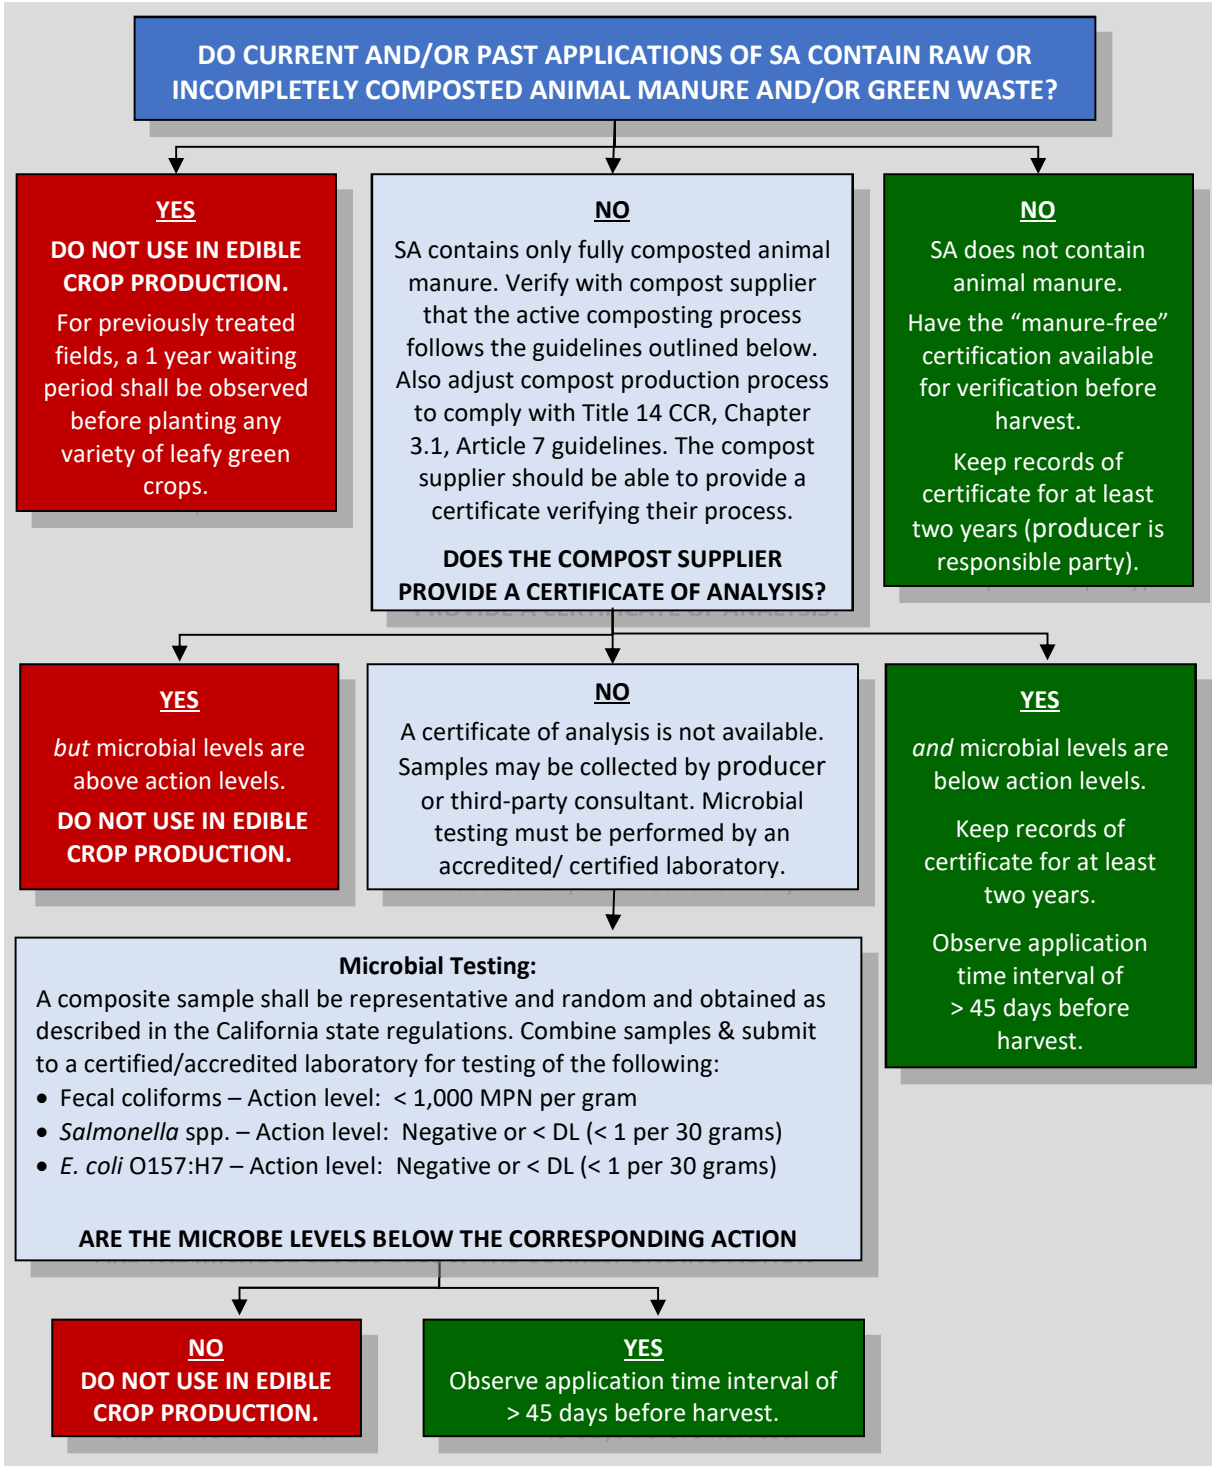 DO CURRENT AND/OR PAST APPLICATIONS OF SA CONTAIN RAW OR
INCOMPLETELY COMPOSTED ANIMAL MANURE AND/OR GREEN WASTE?
YES
DO NOT USE IN EDIBLE
CROP PRODUCTION.
For previously treated
fields, a 1 year waiting
period shall be observed
before planting any
variety of leafy green
crops.
NO
SA contains only fully composted animal
manure. Verify with compost supplier
that the active composting process
follows the guidelines outlined below.
Also adjust compost production process
to comply with Title 14 CCR, Chapter
3.1, Article 7 guidelines. The compost
supplier should be able to provide a
certificate verifying their process.
DOES THE COMPOST SUPPLIER
PROVIDE A CERTIFICATE OF ANALYSIS?
NO
SA does not contain
animal manure.
Have the “manure-free”
certification available
for verification before
harvest.
Keep records of
certificate for at least
two years (producer is
responsible party).
YES
but microbial levels are
above action levels.
DO NOT USE IN EDIBLE
CROP PRODUCTION.
NO
A certificate of analysis is not available.
Samples may be collected by producer
or third-party consultant. Microbial
testing must be performed by an
accredited/ certified laboratory.
YES
and microbial levels are
below action levels.
Keep records of
certificate for at least
two years.
Observe application
time interval of
> 45 days before
harvest.
Microbial Testing:
A composite sample shall be representative and random and obtained as
described in the California state regulations. Combine samples & submit
to a certified/accredited laboratory for testing of the following:
• Fecal coliforms – Action level:  < 1,000 MPN per gram
• Salmonella spp. – Action level:  Negative or < DL (< 1 per 30 grams)
• E. coli O157:H7 – Action level:  Negative or < DL (< 1 per 30 grams)
ARE THE MICROBE LEVELS BELOW THE CORRESPONDING ACTION
NO
DO NOT USE IN EDIBLE
CROP PRODUCTION.
YES
Observe application time interval of
> 45 days before harvest.